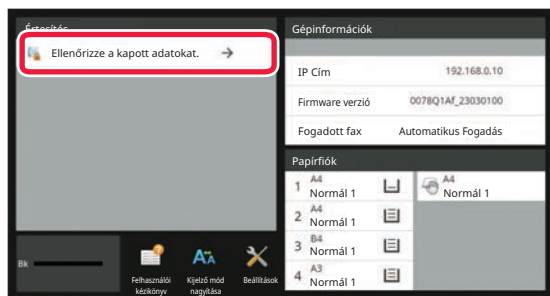 Értesítés
Ellenőrizze a kapott adatokat. →
Gépinformációk
IP Cím 192.168.0.10
Firmware verzió 0078Q1Af_23030100
Fogadott fax Automatikus Fogadás
Papírfiók
1 A4
Normál 1
A4
Normál 1
2 A4
Normál 1
3 B4
Normál 1
4 A3
Normál 1
Bk
Felhasználói
kézikönyv
Kijelző mód
nagyítása
Beállítások